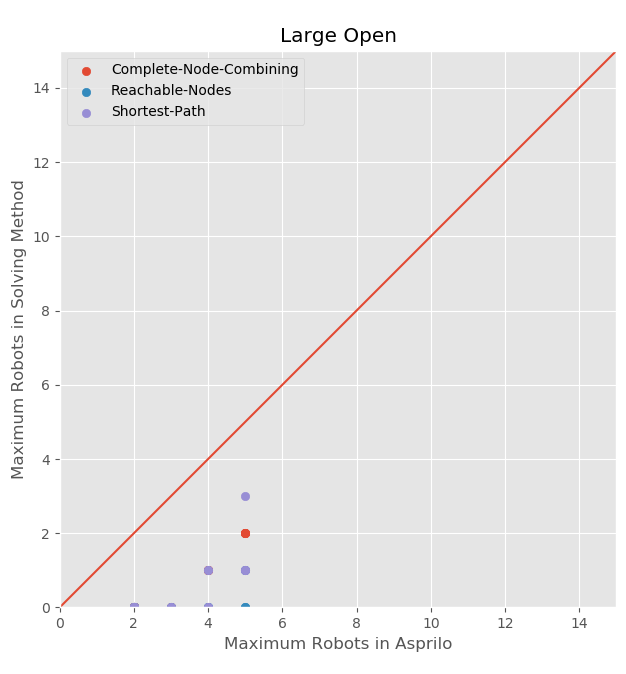 Large Open
Complete-Node-Combining
Reachable-Nodes
Shortest-Path
Maximum Robots in Solving Method
14
12
10
8
6
4
2
0
0 2 4 6 8 10 12 14
Maximum Robots in Asprilo